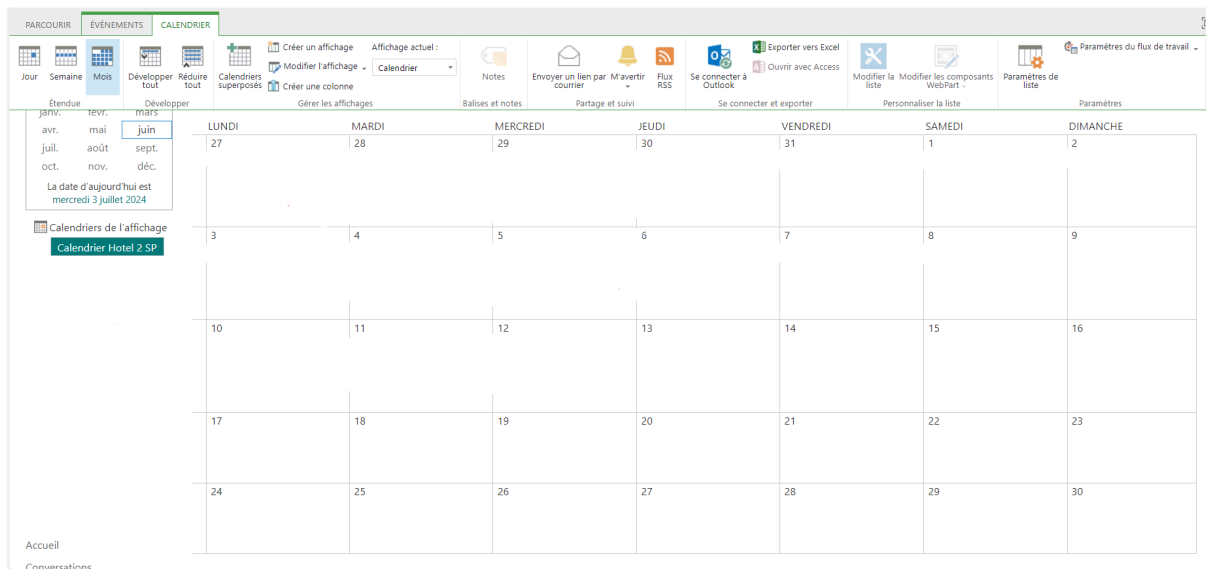 PARCOURIR ÉVÉNEMENTS CALENDRIER
Jour Semaine Mois
Étendue
Développer tout Réduire tout
Développer
Calendriers superposés
Créer un affichage
Modifier l'affichage
Créer une colonne
Affichage actuel :
Calendrier
Gérer les affichages
Notes
Balises et notes
Envoyer un lien par courrier M'avertir Flux RSS
Partage et suivi
Se connecter à Outlook
Exporter vers Excel
Ouvrir avec Access
Se connecter et exporter
Modifier la liste Modifier les composants WebPart
Personnaliser la liste
Paramètres de liste
Paramètres du flux de travail
Paramètres
janv. févr. mars
avr. mai juin
juil. août sept.
oct. nov. déc.
La date d'aujourd'hui est
mercredi 3 juillet 2024
Calendriers de l'affichage
Calendrier Hotel 2 SP
LUNDI MARDI MERCREDI JEUDI VENDREDI SAMEDI DIMANCHE
27 28 29 30 31 1 2
3 4 5 6 7 8 9
10 11 12 13 14 15 16
17 18 19 20 21 22 23
24 25 26 27 28 29 30
Accueil
Conversations